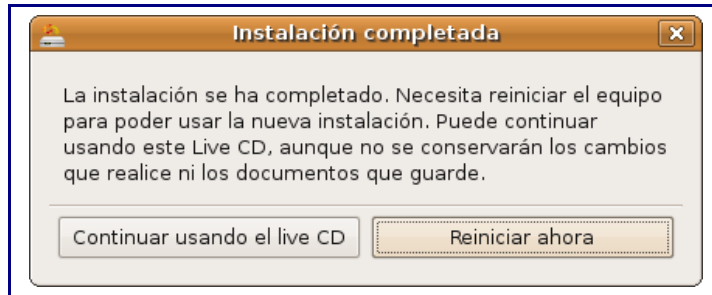 Instalación completada
La instalación se ha completado. Necesita reiniciar el equipo
para poder usar la nueva instalación. Puede continuar
usando este Live CD, aunque no se conservarán los cambios
que realice ni los documentos que guarde.
Continuar usando el live CD
Reiniciar ahora